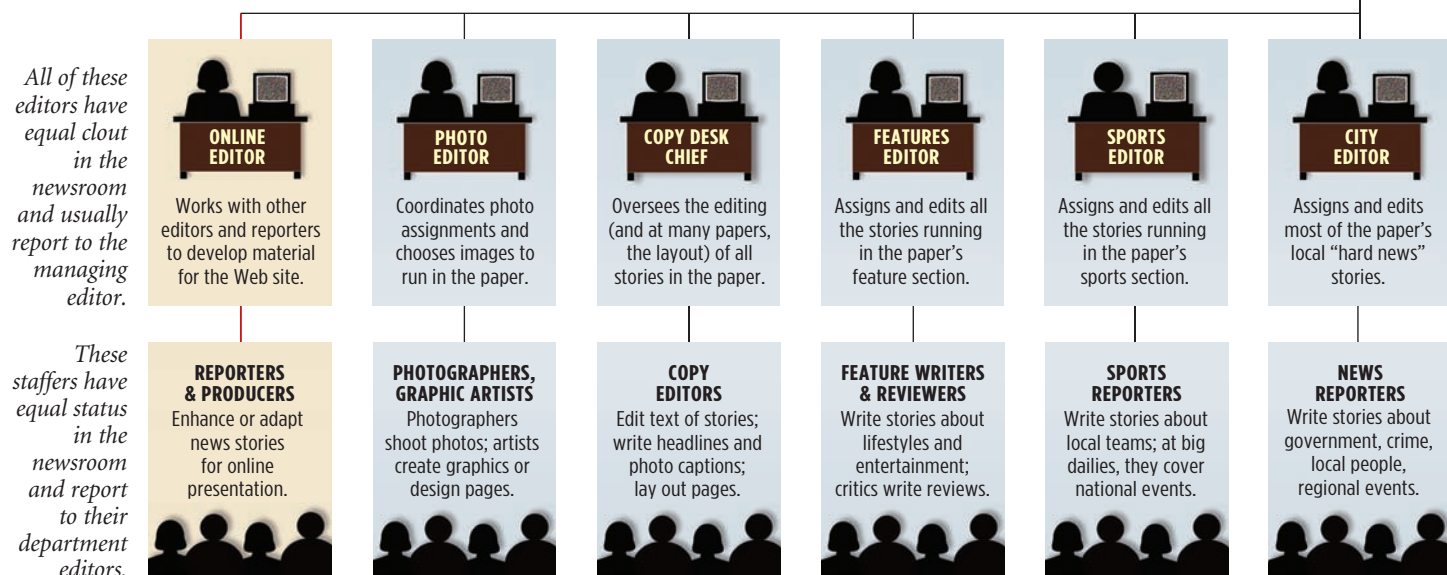 All of these
editors have
equal clout
in the
newsroom
and usually
report to the
managing
editor.
ONLINE
EDITOR
Works with other
editors and reporters
to develop material
for the Web site.
PHOTO
EDITOR
Coordinates photo
assignments and
chooses images to
run in the paper.
COPY DESK
CHIEF
Oversees the editing
(and at many papers,
the layout) of all
stories in the paper.
FEATURES
EDITOR
Assigns and edits all
the stories running
in the paper’s
feature section.
SPORTS
EDITOR
Assigns and edits all
the stories running
in the paper’s
sports section.
CITY
EDITOR
Assigns and edits
most of the paper’s
local “hard news”
stories.
These
staffers have
equal status
in the
newsroom
and report
to their
department
editors.
REPORTERS
& PRODUCERS
Enhance or adapt
news stories
for online
presentation.
PHOTOGRAPHERS,
GRAPHIC ARTISTS
Photographers
shoot photos; artists
create graphics or
design pages.
COPY
EDITORS
Edit text of stories;
write headlines and
photo captions;
lay out pages.
FEATURE WRITERS
& REVIEWERS
Write stories about
lifestyles and
entertainment;
critics write reviews.
SPORTS
REPORTERS
Write stories about
local teams; at big
dailies, they cover
national events.
NEWS
REPORTERS
Write stories about
government, crime,
local people,
regional events.